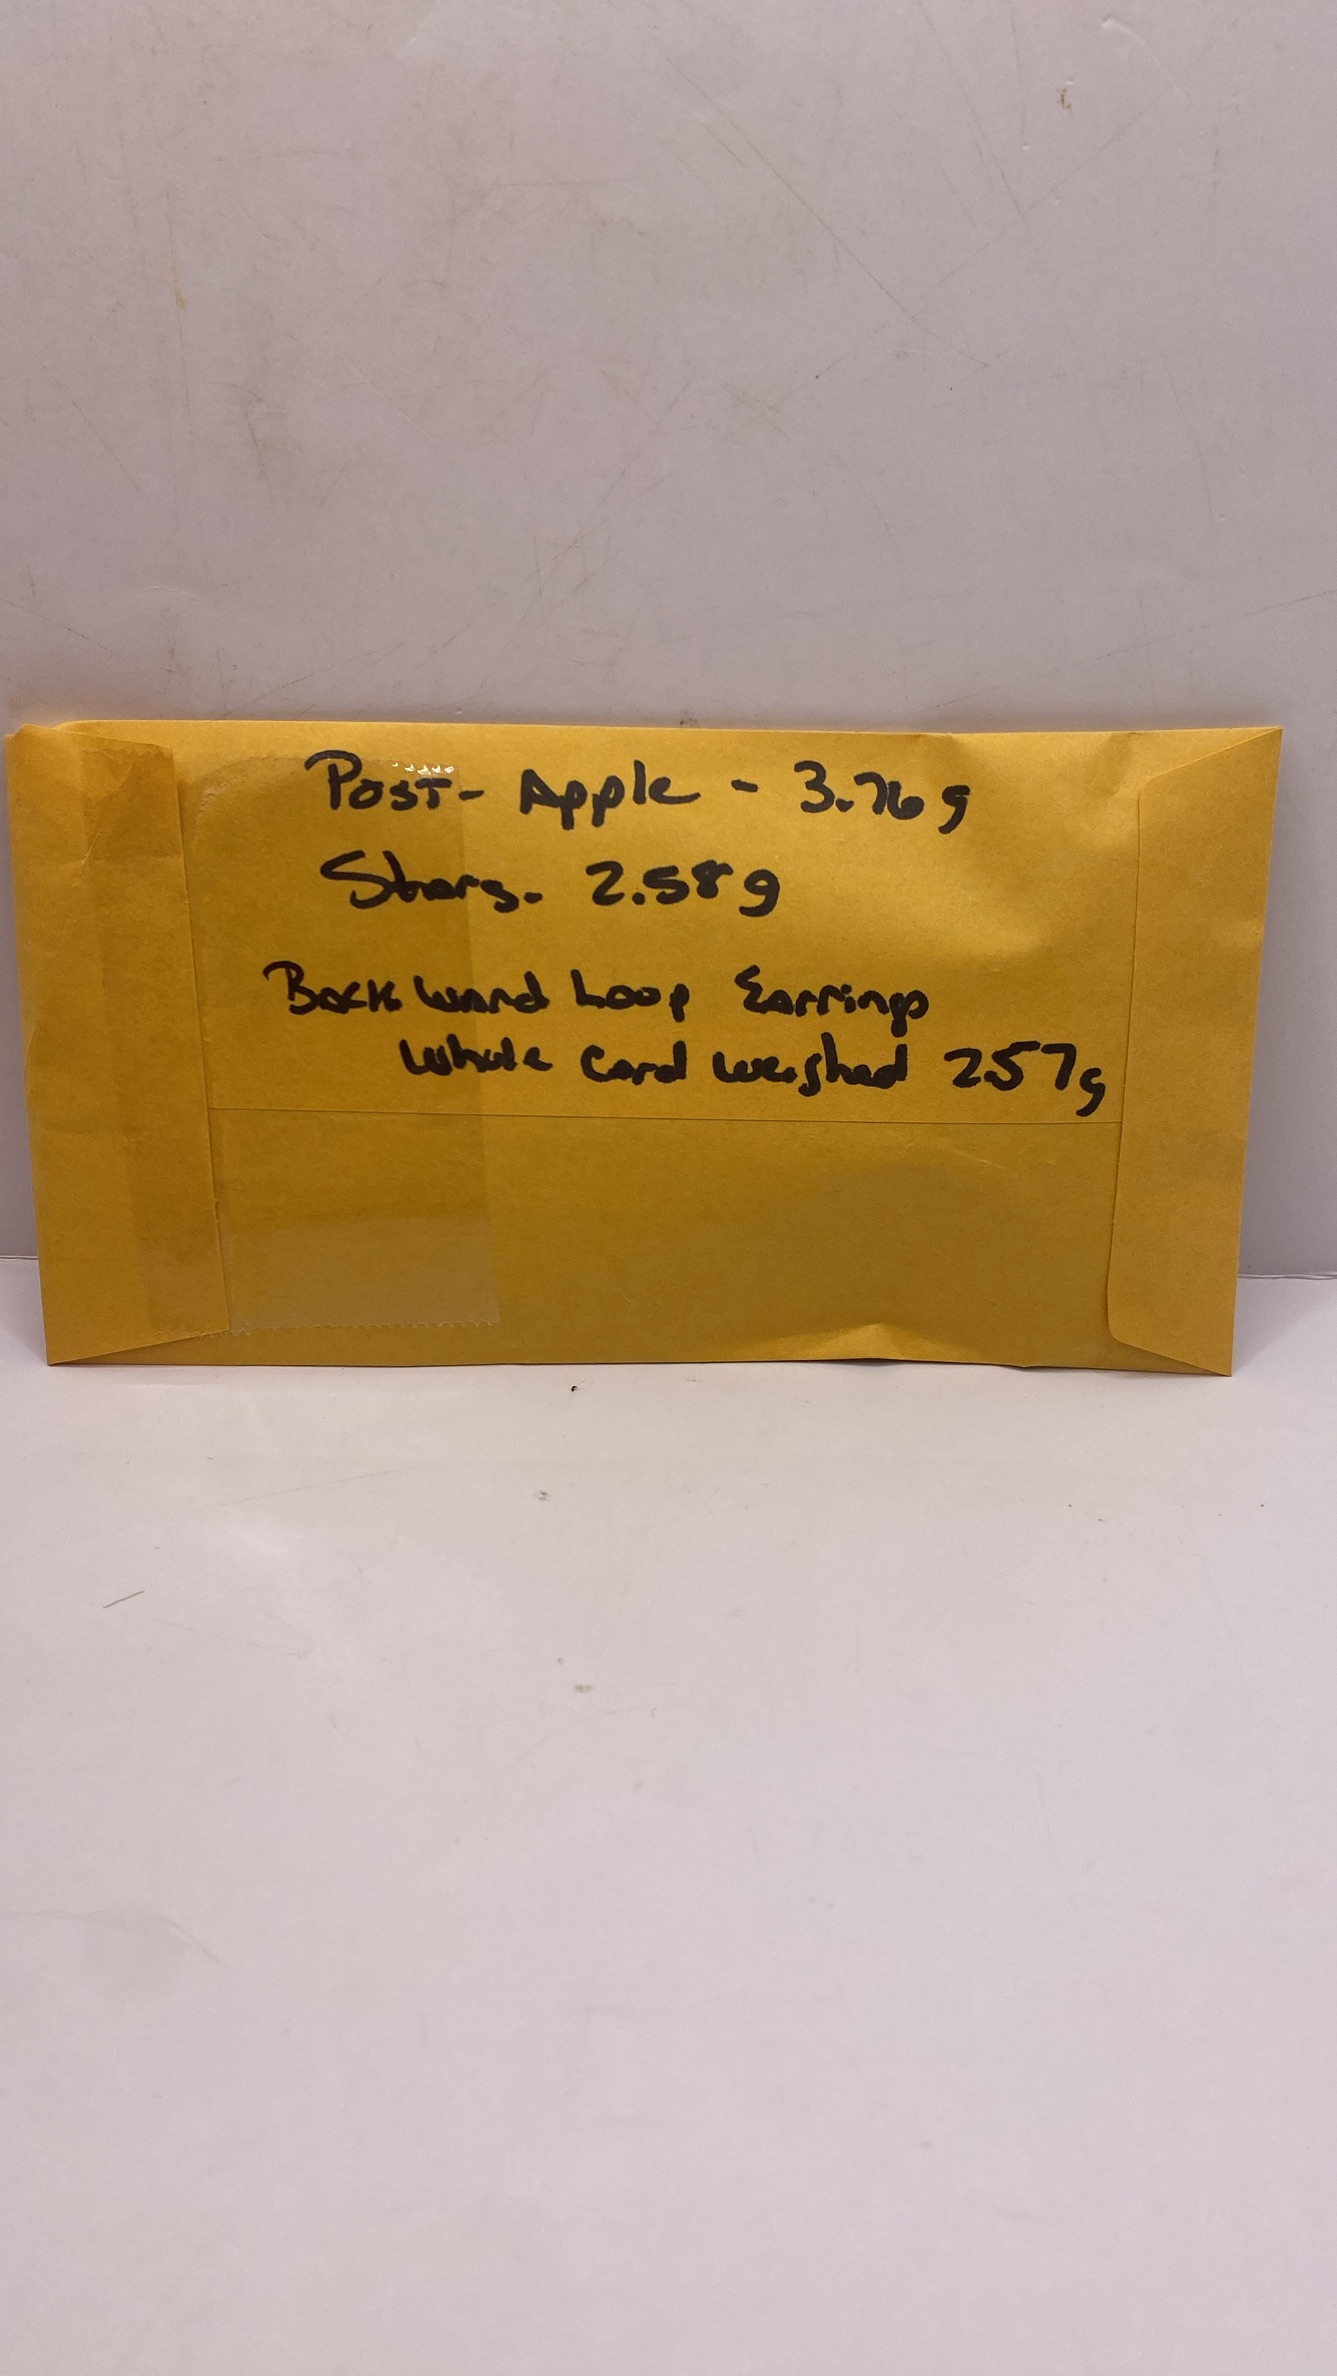 Post- Apple - 3.76g
Stars. 2.58g
Backward Loop Earrings
Whole Card weighed 2.57g